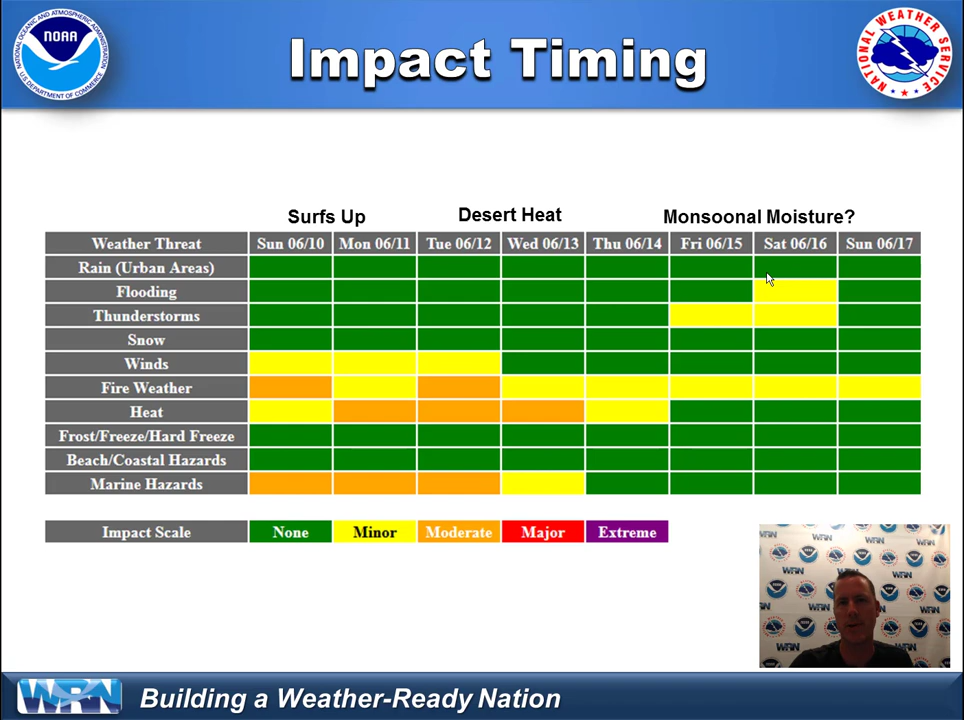 NATIONAL OCEANIC AND ATMOSPHERIC ADMINISTRATION
NOAA
U.S. DEPARTMENT OF COMMERCE
Impact Timing
NATIONAL WEATHER SERVICE
Surfs Up Desert Heat Monsoonal Moisture?
Weather Threat Sun 06/10 Mon 06/11 Tue 06/12 Wed 06/13 Thu 06/14 Fri 06/15 Sat 06/16 Sun 06/17
Rain (Urban Areas)
Flooding
Thunderstorms
Snow
Winds
Fire Weather
Heat
Frost/Freeze/Hard Freeze
Beach/Coastal Hazards
Marine Hazards
Impact Scale None Minor Moderate Major Extreme
WRN Building a Weather-Ready Nation